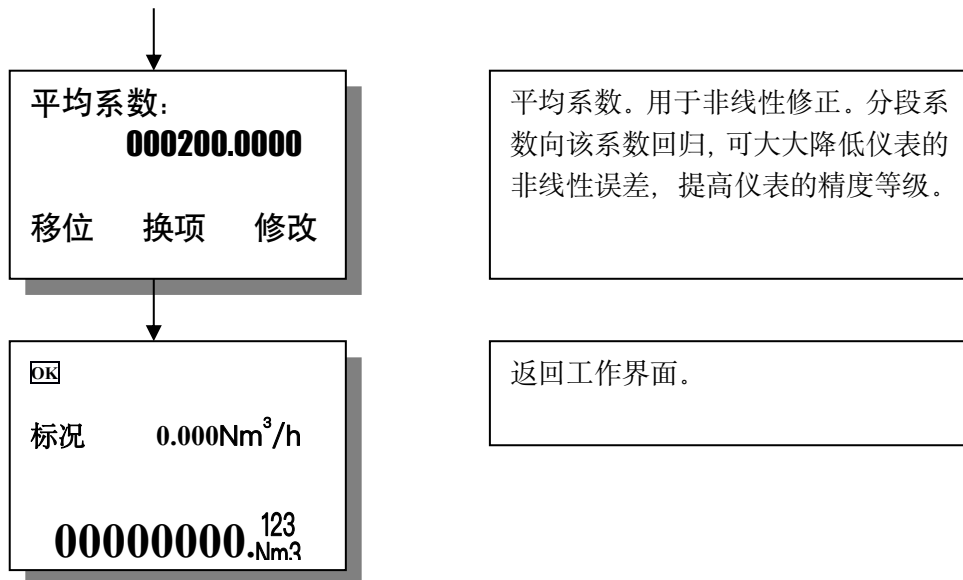 平均系数:
000200.0000
移位 换项 修改
平均系数。用于非线性修正。分段系
数向该系数回归,可大大降低仪表的
非线性误差，提高仪表的精度等级。
OK
标况 0.000Nm³/h
00000000.123
Nm3
返回工作界面。